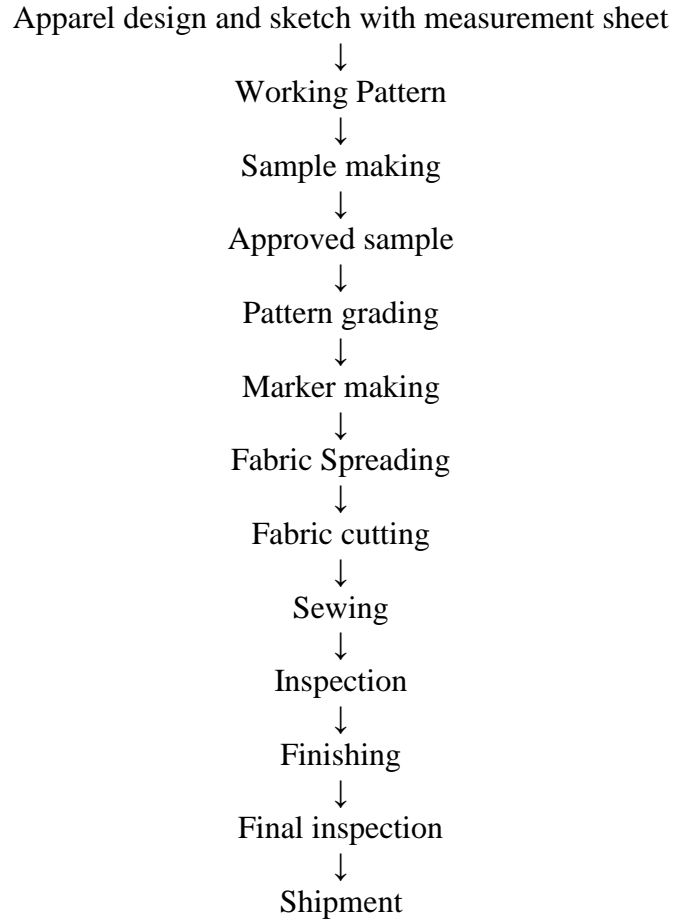 Apparel design and sketch with measurement sheet
↓
Working Pattern
↓
Sample making
↓
Approved sample
↓
Pattern grading
↓
Marker making
↓
Fabric Spreading
↓
Fabric cutting
↓
Sewing
↓
Inspection
↓
Finishing
↓
Final inspection
↓
Shipment